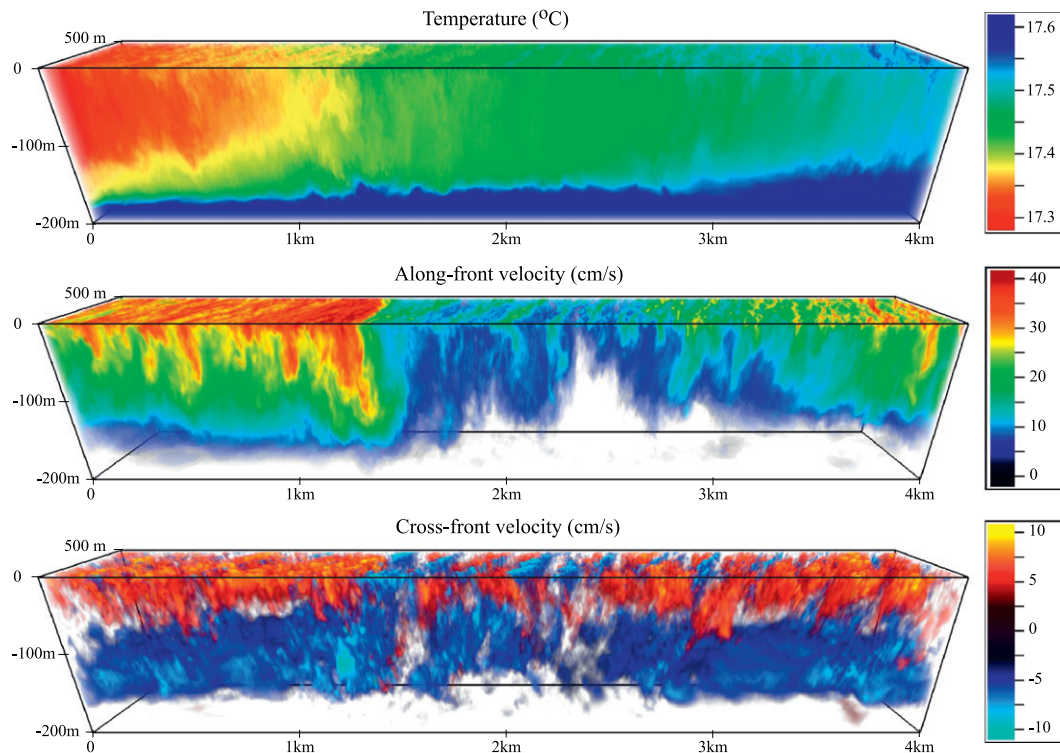 Temperature (ºC)
500 m
0
-100m
-200m
0
1km
2km
3km
4km
17.6
17.5
17.4
17.3
Along-front velocity (cm/s)
500 m
0
-100m
-200m
0
1km
2km
3km
4km
40
30
20
10
0
Cross-front velocity (cm/s)
500 m
0
-100m
-200m
0
1km
2km
3km
4km
10
5
0
-5
-10